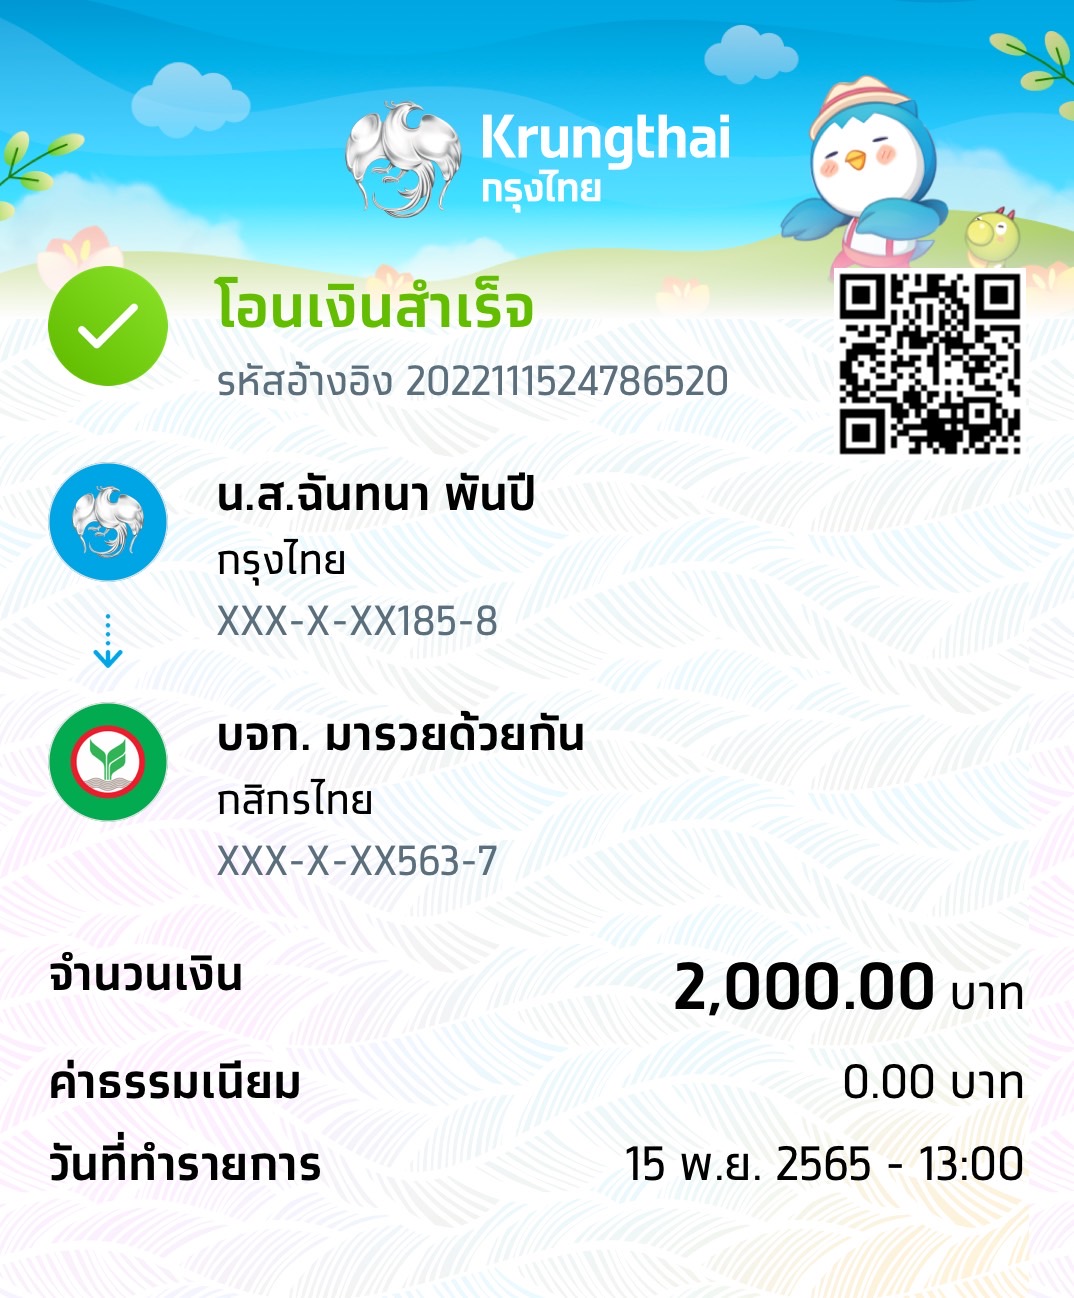 Krungthai
กรุงไทย
โอนเงินสำเร็จ
รหัสอ้างอิง 2022111524786520
น.ส.ฉันทนา พันปี
กรุงไทย
XXX-X-XX185-8
บจก. มารวยด้วยกัน
กสิกรไทย
XXX-X-XX563-7
จำนวนเงิน 2,000.00 บาท
ค่าธรรมเนียม 0.00 บาท
วันที่ทำรายการ 15 พ.ย. 2565 - 13:00